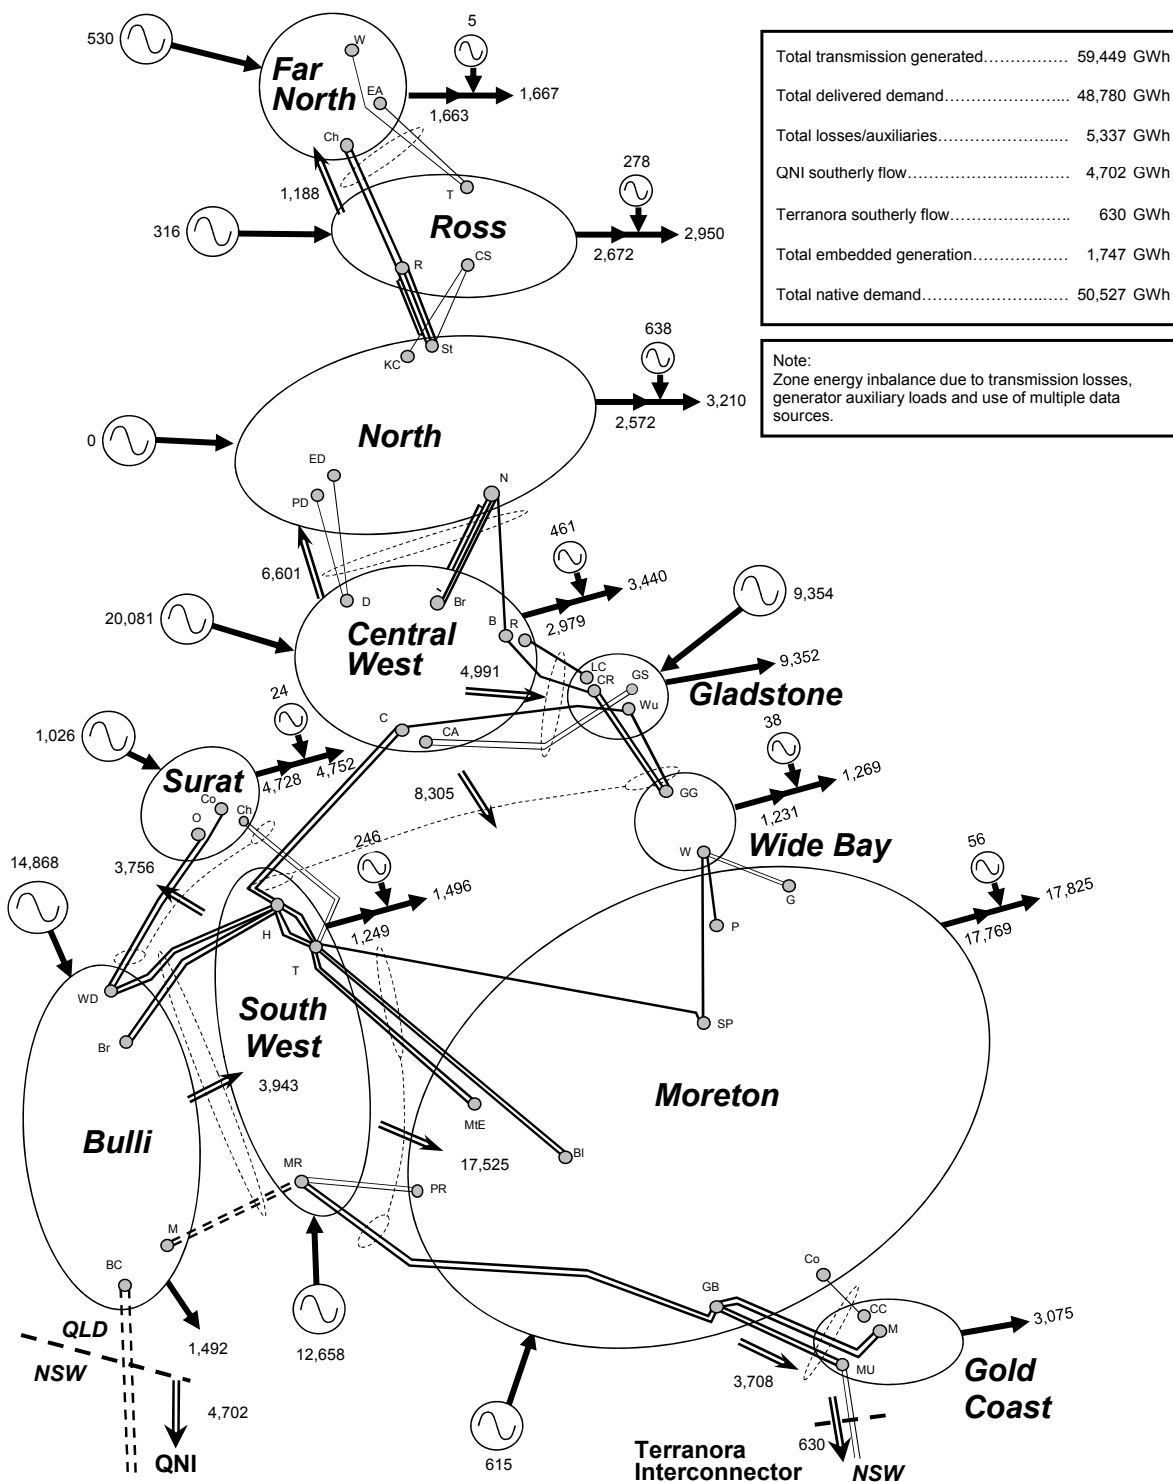 530
W
Far
North
EA
Ch
5
1,663
1,667
Total transmission generated............... 59,449 GWh
Total delivered demand..................... 48,780 GWh
Total losses/auxiliaries..................... 5,337 GWh
QNI southerly flow........................... 4,702 GWh
Terranora southerly flow.................... 630 GWh
Total embedded generation.................. 1,747 GWh
Total native demand......................... 50,527 GWh
Note:
Zone energy inbalance due to transmission losses,
generator auxiliary loads and use of multiple data
sources.
1,188
T
316
Ross
R
CS
278
2,672
2,950
KC
St
638
2,572
3,210
0
North
ED
PD
N
6,601
461
3,440
2,979
20,081
D
Br
B
R
Central
West
4,991
9,354
9,352
LC
CR
GS
Wu
Gladstone
C
CA
24
4,728
4,752
1,026
Surat
Co
O
Ch
8,305
38
1,231
1,269
GG
Wide Bay
W
G
P
14,868
3,756
246
1,249
1,496
56
17,769
17,825
H
T
WD
Br
South
West
3,943
SP
Moreton
MtE
BI
17,525
Bulli
MR
PR
M
BC
Co
GB
CC
M
MU
3,075
Gold
Coast
QLD
NSW
1,492
12,658
3,708
4,702
QNI
615
Terranora
Interconnector
630
NSW